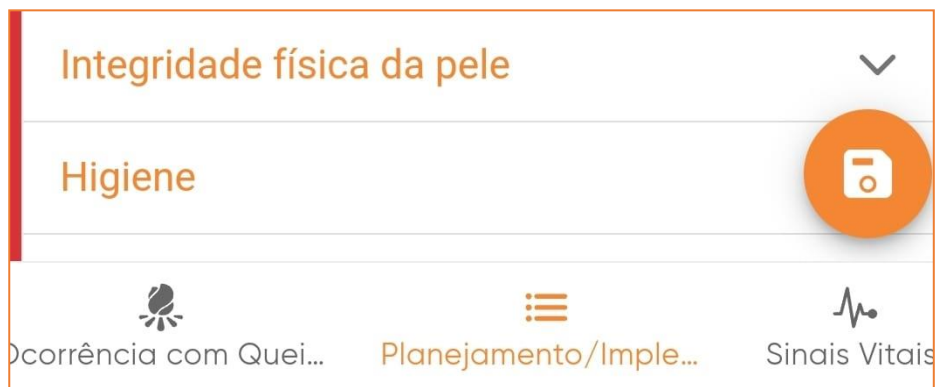 Integridade física da pele
Higiene
Ocorrência com Quei...
Planejamento/Imple...
Sinais Vitais